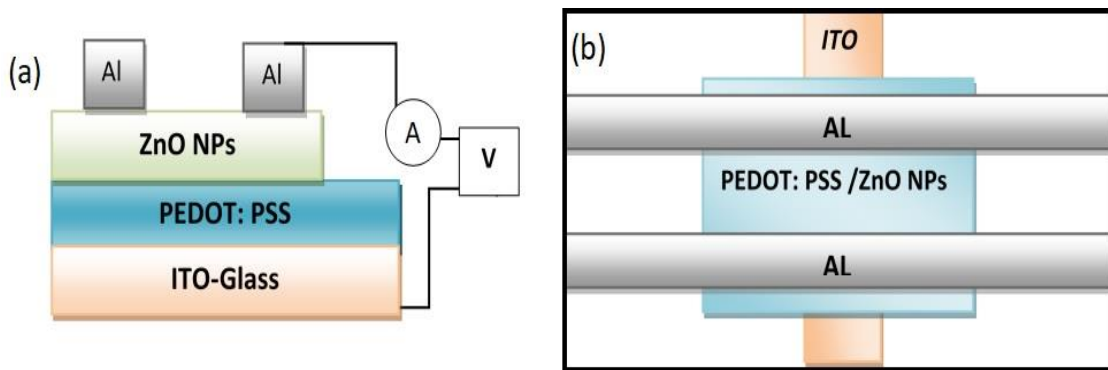 (a)
Al
Al
A
V
ZnO NPs
PEDOT: PSS
ITO-Glass
(b)
ITO
AL
PEDOT: PSS /ZnO NPs
AL